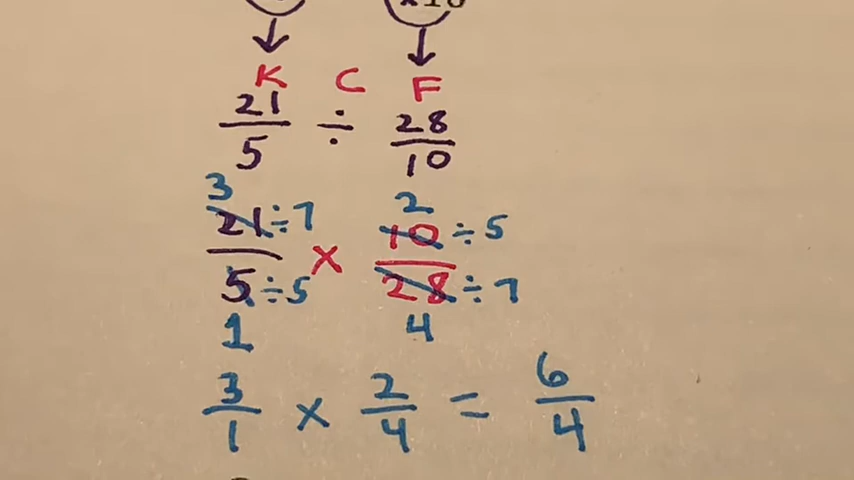 x10
K C F
21/5 ÷ 28/10
3 2
21÷7 / 5÷5 x 10÷5 / 28÷7
1 4
3/1 x 2/4 = 6/4